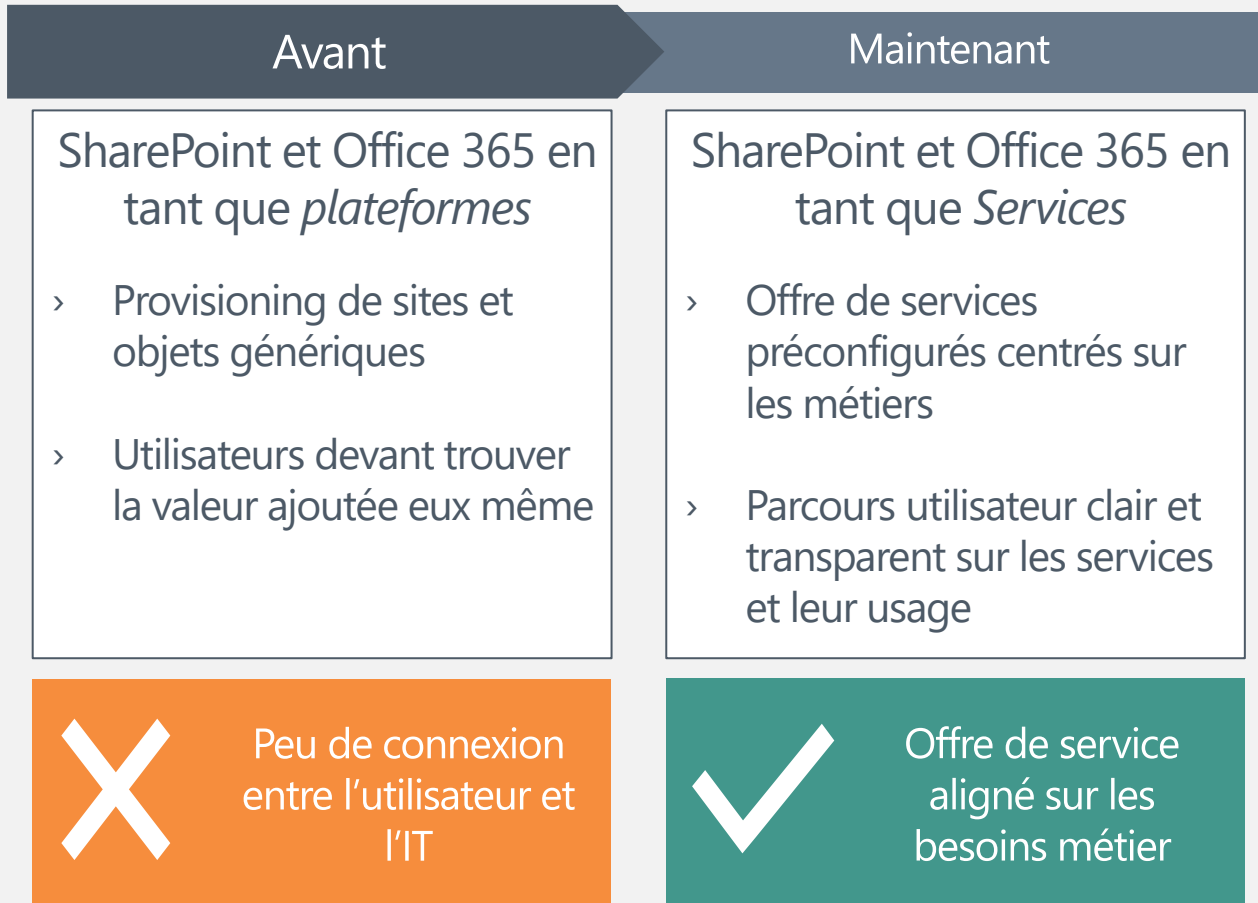 Avant
Maintenant
SharePoint et Office 365 en
tant que plateformes
› Provisioning de sites et
objets génériques
› Utilisateurs devant trouver
la valeur ajoutée eux même
SharePoint et Office 365 en
tant que Services
› Offre de services
préconfigurés centrés sur
les métiers
› Parcours utilisateur clair et
transparent sur les services
et leur usage
Peu de connexion
entre l’utilisateur et
l’IT
Offre de service
aligné sur les
besoins métier